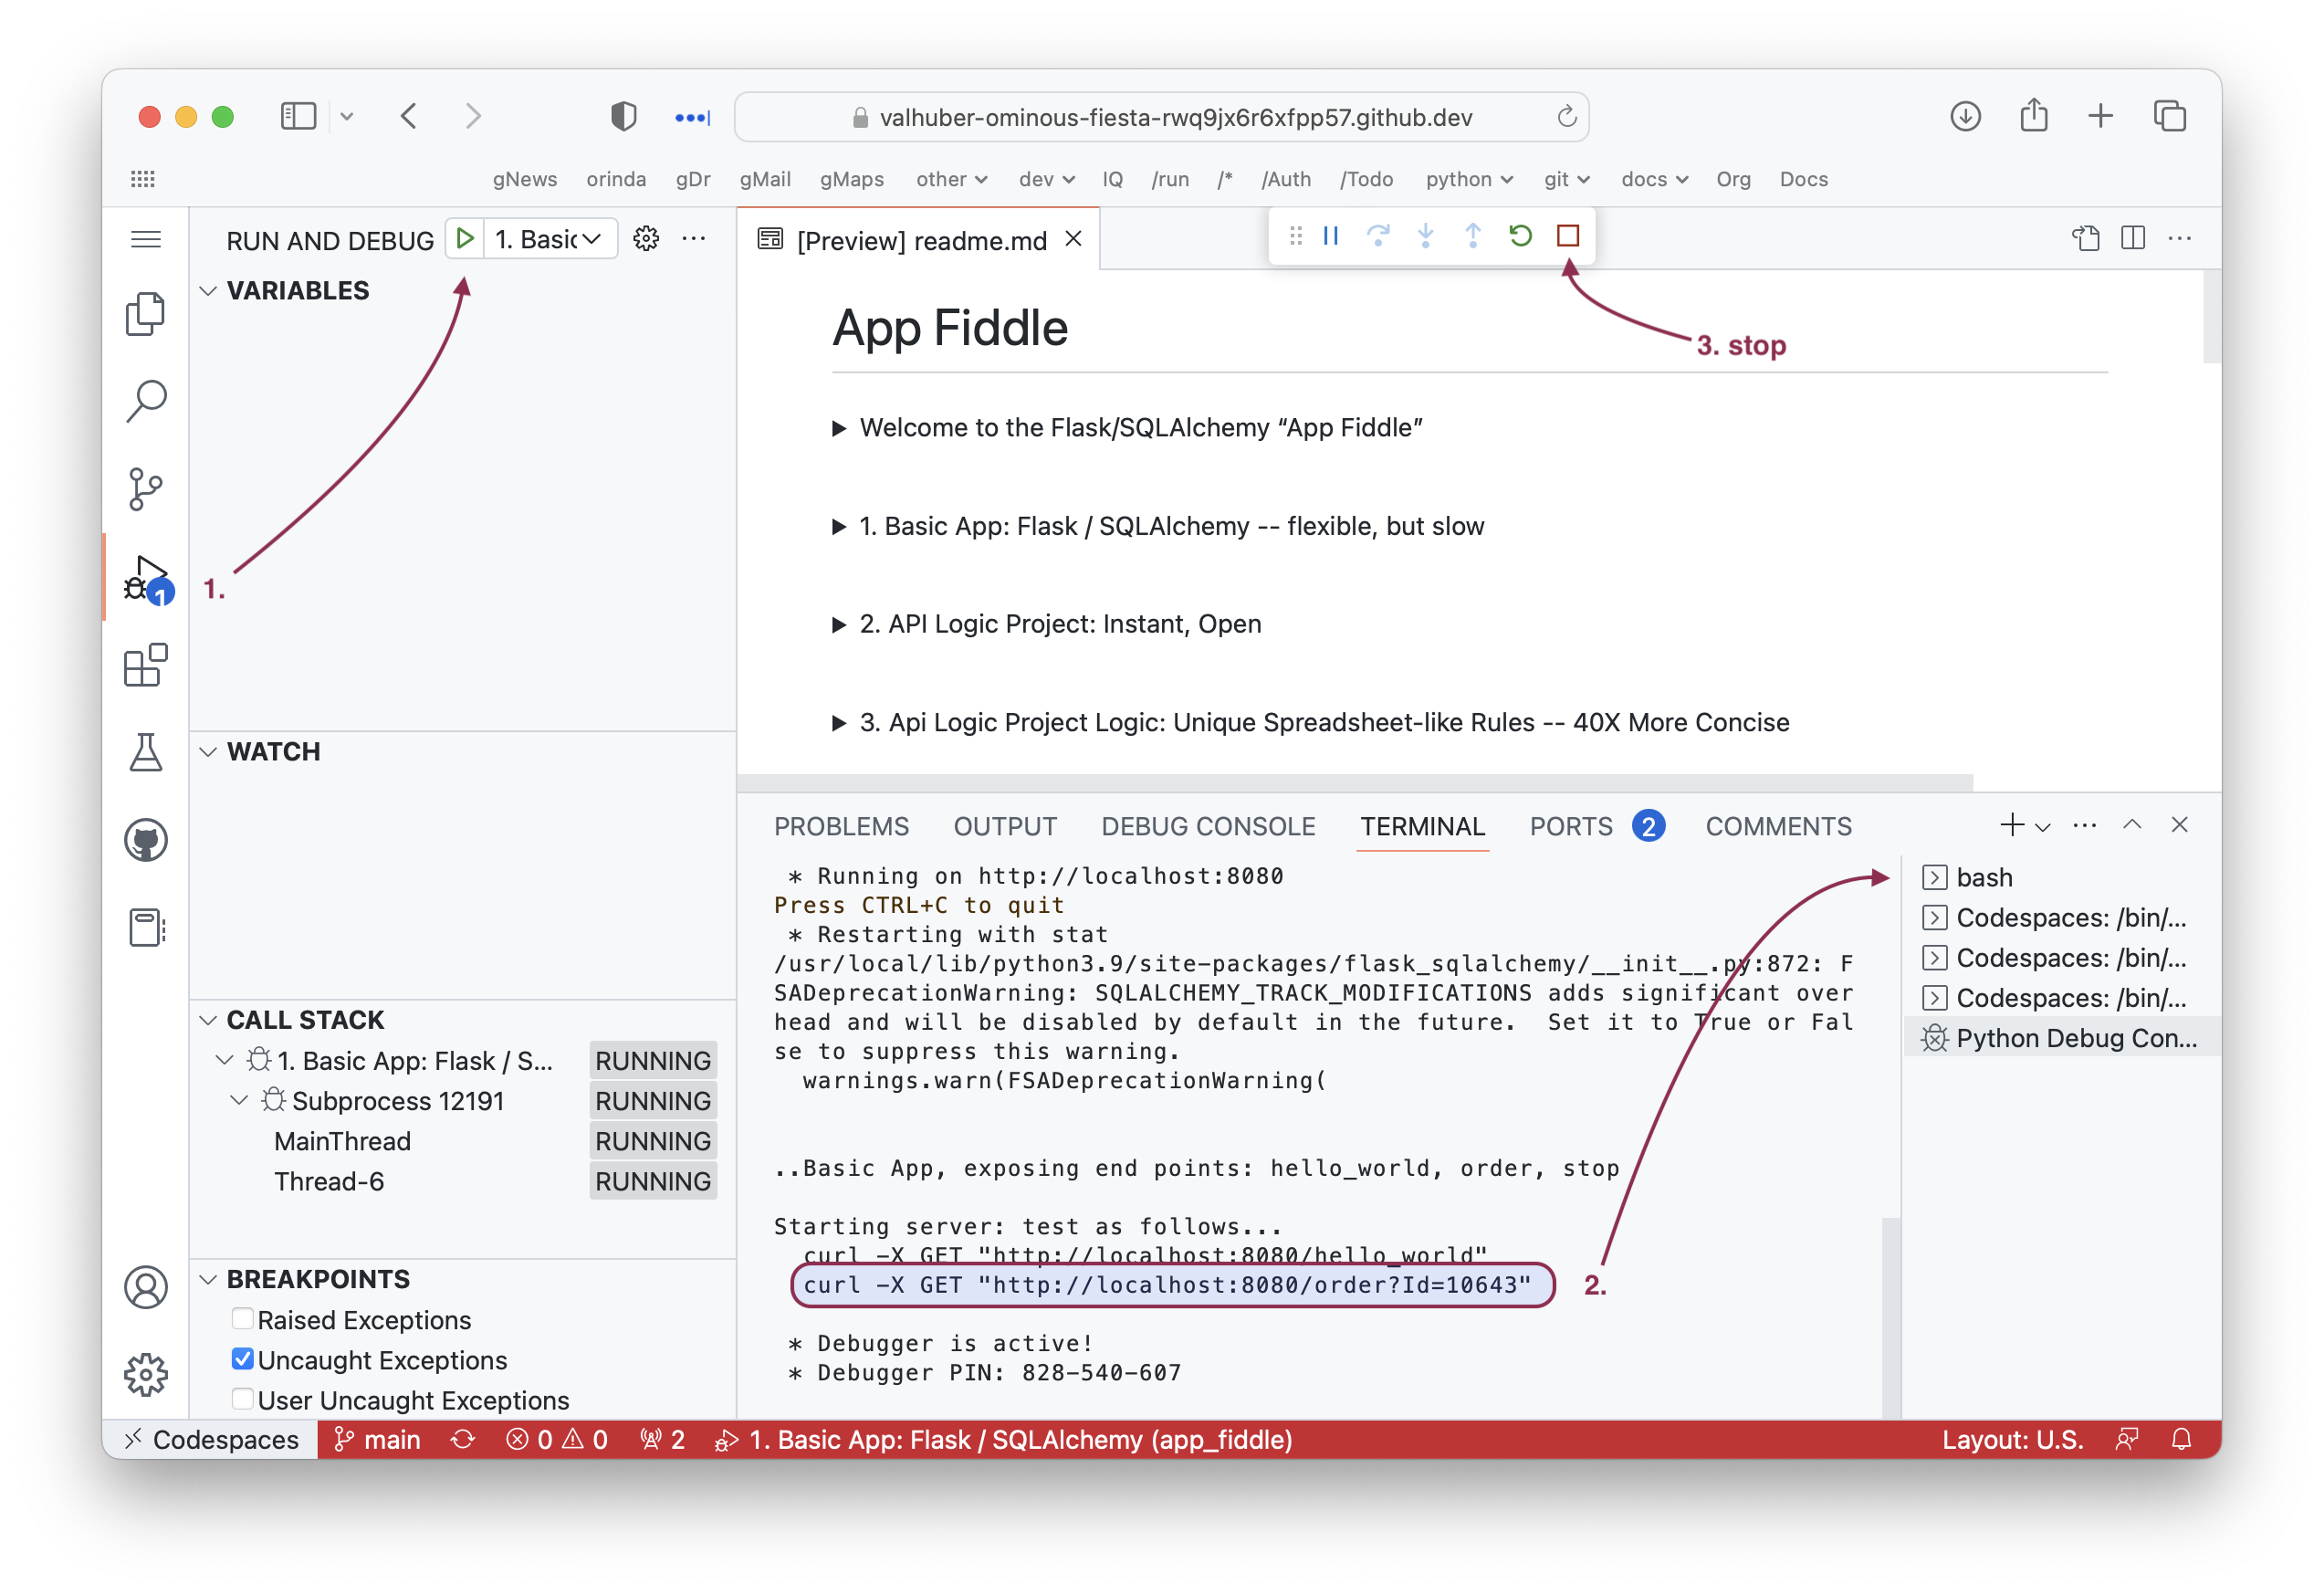 valhuber-ominous-fiesta-rwq9jx6r6xfpp57.github.dev
gNews orinda gDr gMail gMaps other dev IQ /run /* /Auth /Todo python git docs Org Docs
RUN AND DEBUG 1. Basic
VARIABLES
1.
WATCH
CALL STACK
1. Basic App: Flask / S... RUNNING
Subprocess 12191 RUNNING
MainThread RUNNING
Thread-6 RUNNING
BREAKPOINTS
Raised Exceptions
Uncaught Exceptions
User Uncaught Exceptions
1
[Preview] readme.md
3. stop
App Fiddle
Welcome to the Flask/SQLAlchemy “App Fiddle”
1. Basic App: Flask / SQLAlchemy -- flexible, but slow
2. API Logic Project: Instant, Open
3. Api Logic Project Logic: Unique Spreadsheet-like Rules -- 40X More Concise
PROBLEMS OUTPUT DEBUG CONSOLE TERMINAL PORTS 2 COMMENTS
* Running on http://localhost:8080
Press CTRL+C to quit
* Restarting with stat
/usr/local/lib/python3.9/site-packages/flask_sqlalchemy/__init__.py:872: F
SADeprecationWarning: SQLALCHEMY_TRACK_MODIFICATIONS adds significant over
head and will be disabled by default in the future.  Set it to True or Fal
se to suppress this warning.
warnings.warn(FSADeprecationWarning(
..Basic App, exposing end points: hello_world, order, stop
Starting server: test as follows...
curl -X GET "http://localhost:8080/hello_world"
curl -X GET "http://localhost:8080/order?Id=10643"
2.
* Debugger is active!
* Debugger PIN: 828-540-607
bash
Codespaces: /bin/...
Codespaces: /bin/...
Codespaces: /bin/...
Python Debug Con...
Codespaces main 0 0 2 1. Basic App: Flask / SQLAlchemy (app_fiddle) Layout: U.S.